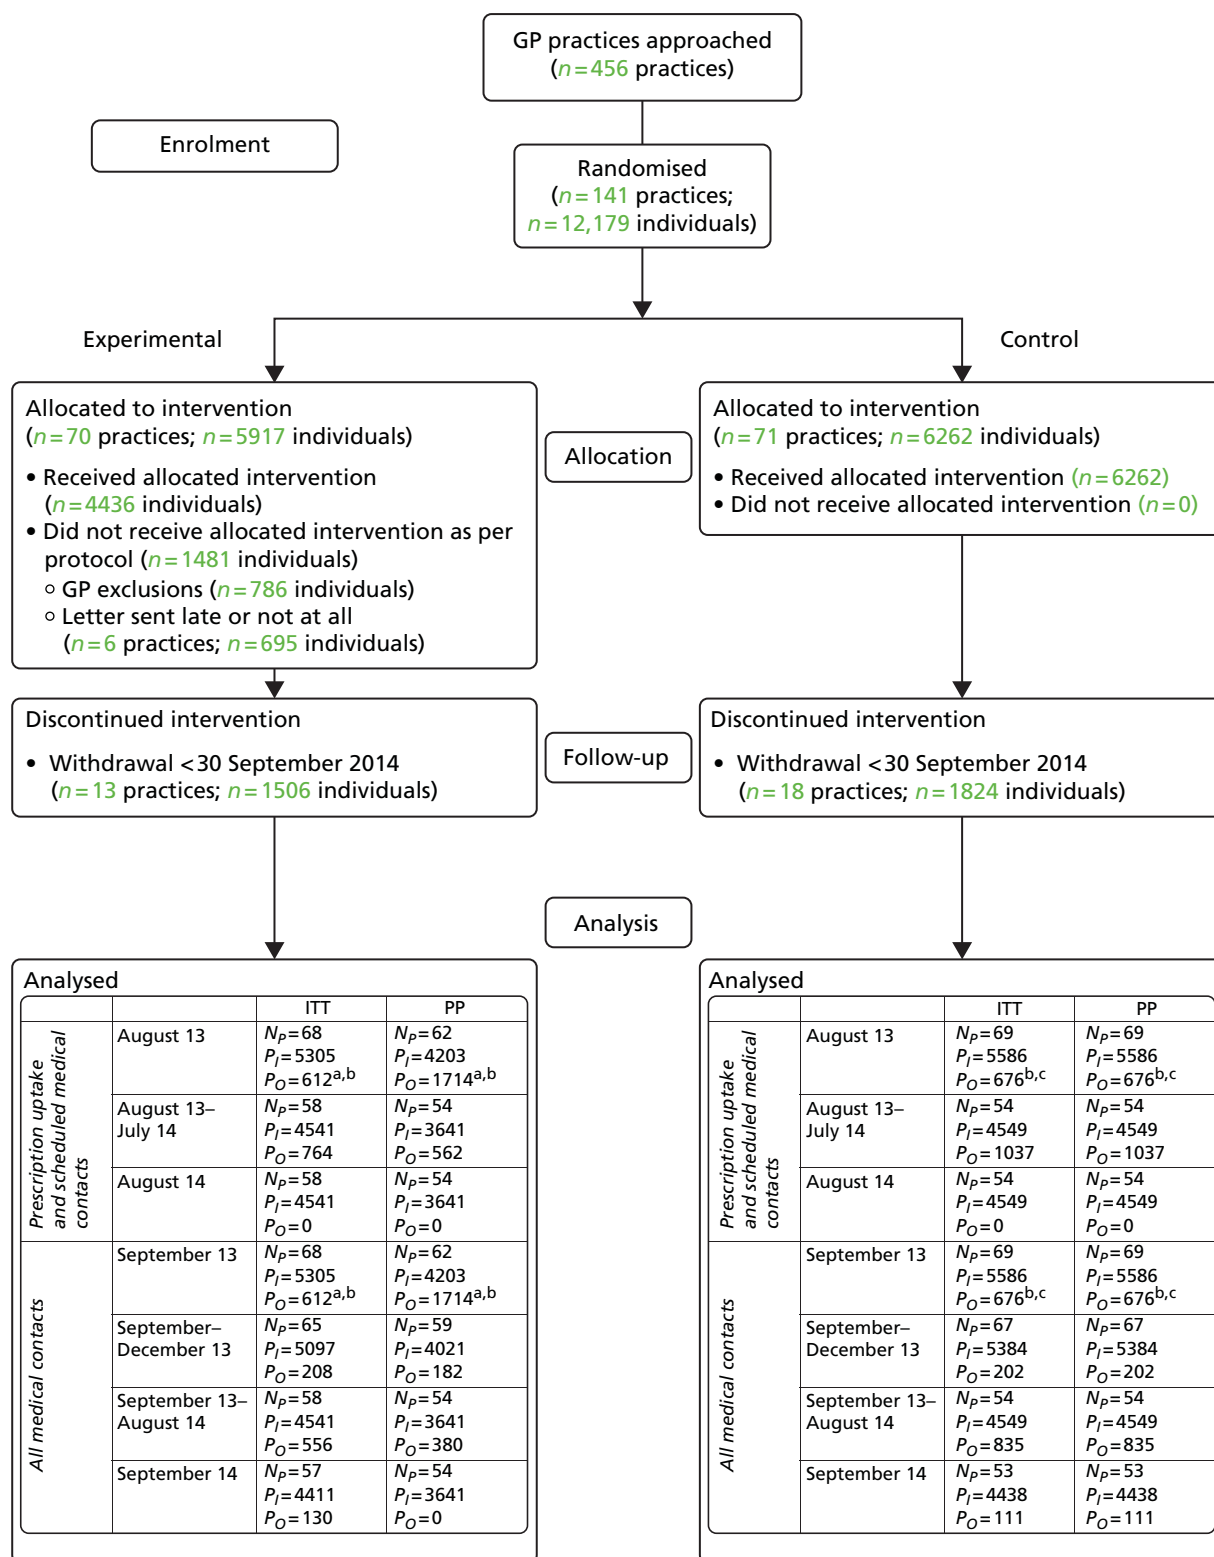 GP practices approached
(n=456 practices)
Enrolment
Randomised
(n=141 practices;
n=12,179 individuals)
Experimental
Control
Allocated to intervention
(n=70 practices; n=5917 individuals)
• Received allocated intervention
(n=4436 individuals)
• Did not receive allocated intervention as per
protocol (n=1481 individuals)
○ GP exclusions (n=786 individuals)
○ Letter sent late or not at all
(n=6 practices; n=695 individuals)
Allocation
Allocated to intervention
(n=71 practices; n=6262 individuals)
• Received allocated intervention (n=6262)
• Did not receive allocated intervention (n=0)
Discontinued intervention
• Withdrawal <30 September 2014
(n=13 practices; n=1506 individuals)
Follow-up
Discontinued intervention
• Withdrawal <30 September 2014
(n=18 practices; n=1824 individuals)
Analysis
Analysed
ITT PP
Prescription uptake
and scheduled medical
contacts
August 13 NP=68 NP=62
PI=5305 PI=4203
PO=612a,b PO=1714a,b
August 13– NP=58 NP=54
July 14 PI=4541 PI=3641
PO=764 PO=562
August 14 NP=58 NP=54
PI=4541 PI=3641
PO=0 PO=0
All medical contacts
September 13 NP=68 NP=62
PI=5305 PI=4203
PO=612a,b PO=1714a,b
September– NP=65 NP=59
December 13 PI=5097 PI=4021
PO=208 PO=182
September 13– NP=58 NP=54
August 14 PI=4541 PI=3641
PO=556 PO=380
September 14 NP=57 NP=54
PI=4411 PI=3641
PO=130 PO=0
Analysed
ITT PP
Prescription uptake
and scheduled medical
contacts
August 13 NP=69 NP=69
PI=5586 PI=5586
PO=676b,c PO=676b,c
August 13– NP=54 NP=54
July 14 PI=4549 PI=4549
PO=1037 PO=1037
August 14 NP=54 NP=54
PI=4549 PI=4549
PO=0 PO=0
All medical contacts
September 13 NP=69 NP=69
PI=5586 PI=5586
PO=676b,c PO=676b,c
September– NP=67 NP=67
December 13 PI=5384 PI=5384
PO=202 PO=202
September 13– NP=54 NP=54
August 14 PI=4549 PI=4549
PO=835 PO=835
September 14 NP=53 NP=53
PI=4438 PI=4438
PO=111 PO=111